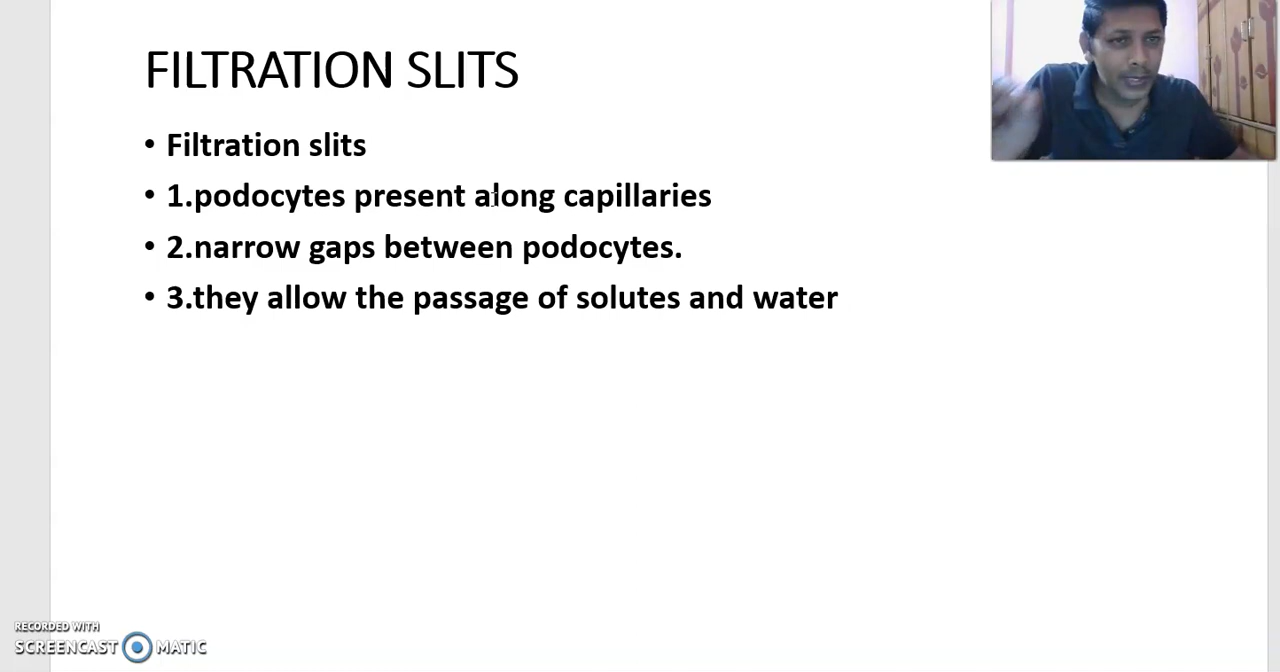 FILTRATION SLITS
• Filtration slits
• 1.podocytes present along capillaries
• 2.narrow gaps between podocytes.
• 3.they allow the passage of solutes and water
RECORDED WITH
SCREENCAST MATIC